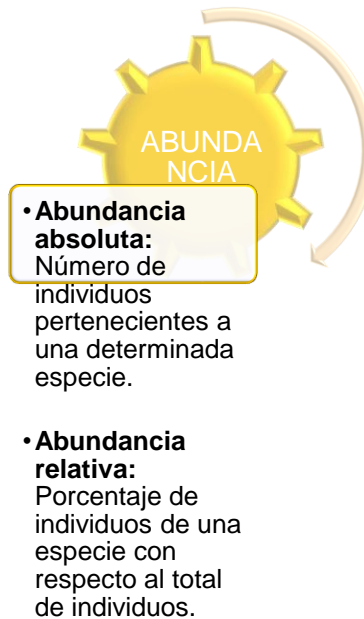 ABUNDA
NCIA
•Abundancia
absoluta:
Número de
individuos
pertenecientes a
una determinada
especie.
•Abundancia
relativa:
Porcentaje de
individuos de una
especie con
respecto al total
de individuos.